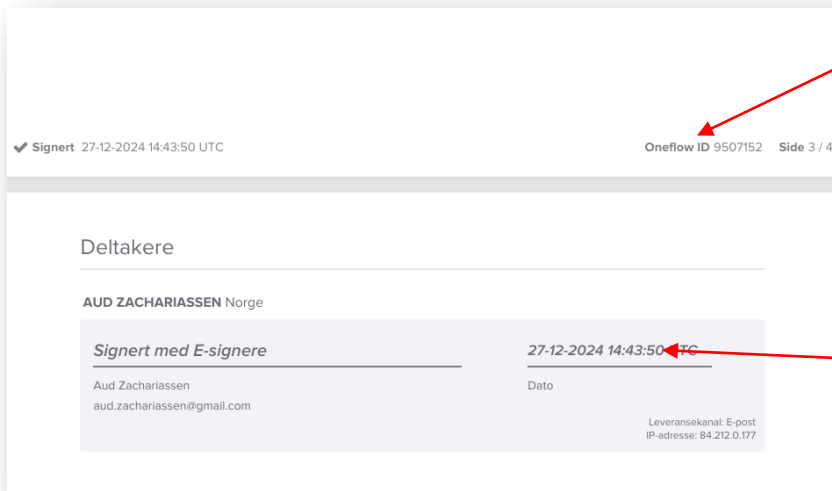 ✔ Signert 27-12-2024 14:43:50 UTC Oneflow ID 9507152 Side 3 / 4
Deltakere
AUD ZACHARIASSEN Norge
Signert med E-signere 27-12-2024 14:43:50 UTC
Aud Zachariassen Dato
aud.zachariassen@gmail.com
Leveransekanal: E-post
IP-adresse: 84.212.0.177